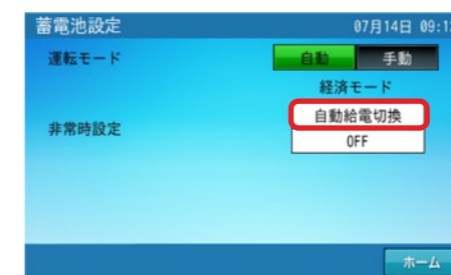 蓄電池設定 07月14日 09:1
運転モード 自動 手動
経済モード
自動給電切換
非常時設定
OFF
ホーム